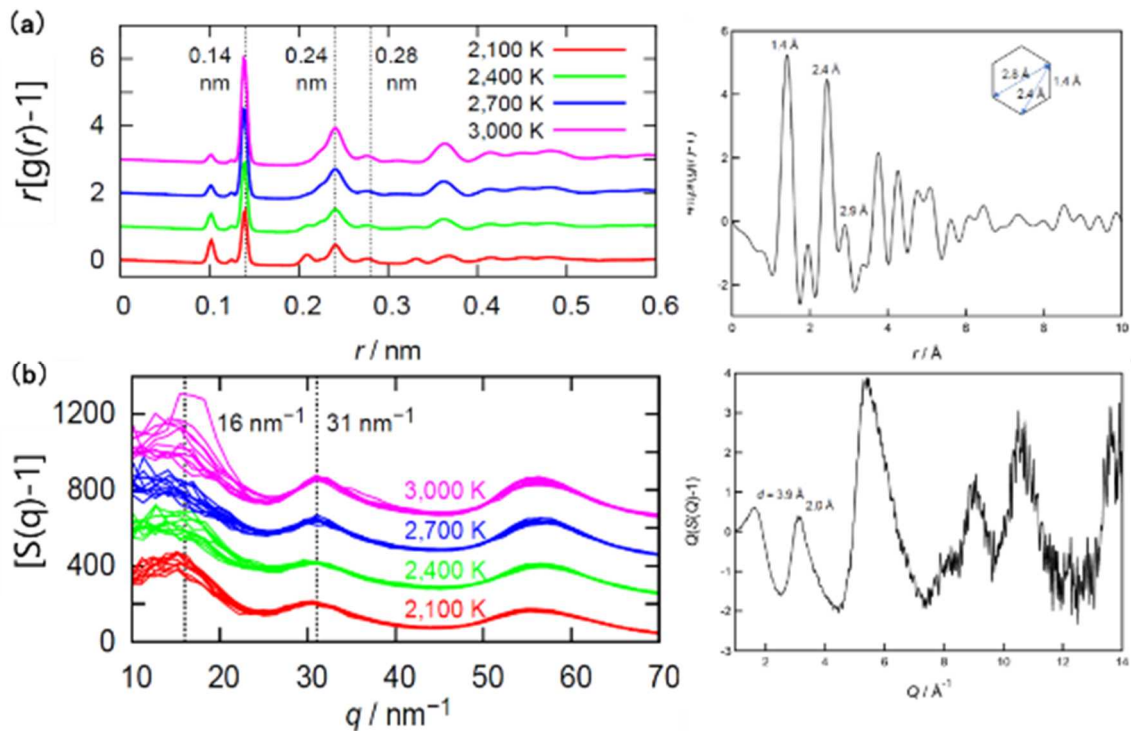 (a)
r[g(r)-1]
6
4
2
0
0.14 nm
0.24 nm
0.28 nm
2,100 K
2,400 K
2,700 K
3,000 K
0 0.1 0.2 0.3 0.4 0.5 0.6
r / nm
1.4 Å
2.4 Å
2.9
2.8 Å
2.4 Å
1.4 Å
4
2
0
-2
0 2 4 6 8 10
r / Å
(b)
[S(q)-1]
1200
800
400
0
16 nm⁻¹
31 nm⁻¹
3,000 K
2,700 K
2,400 K
2,100 K
10 20 30 40 50 60 70
q / nm⁻¹
Q(S(Q)-1)
4
3
2
1
0
-1
-2
-3
d = 3.9 Å
2.0 Å
2 4 6 8 10 12 14
Q / Å⁻¹